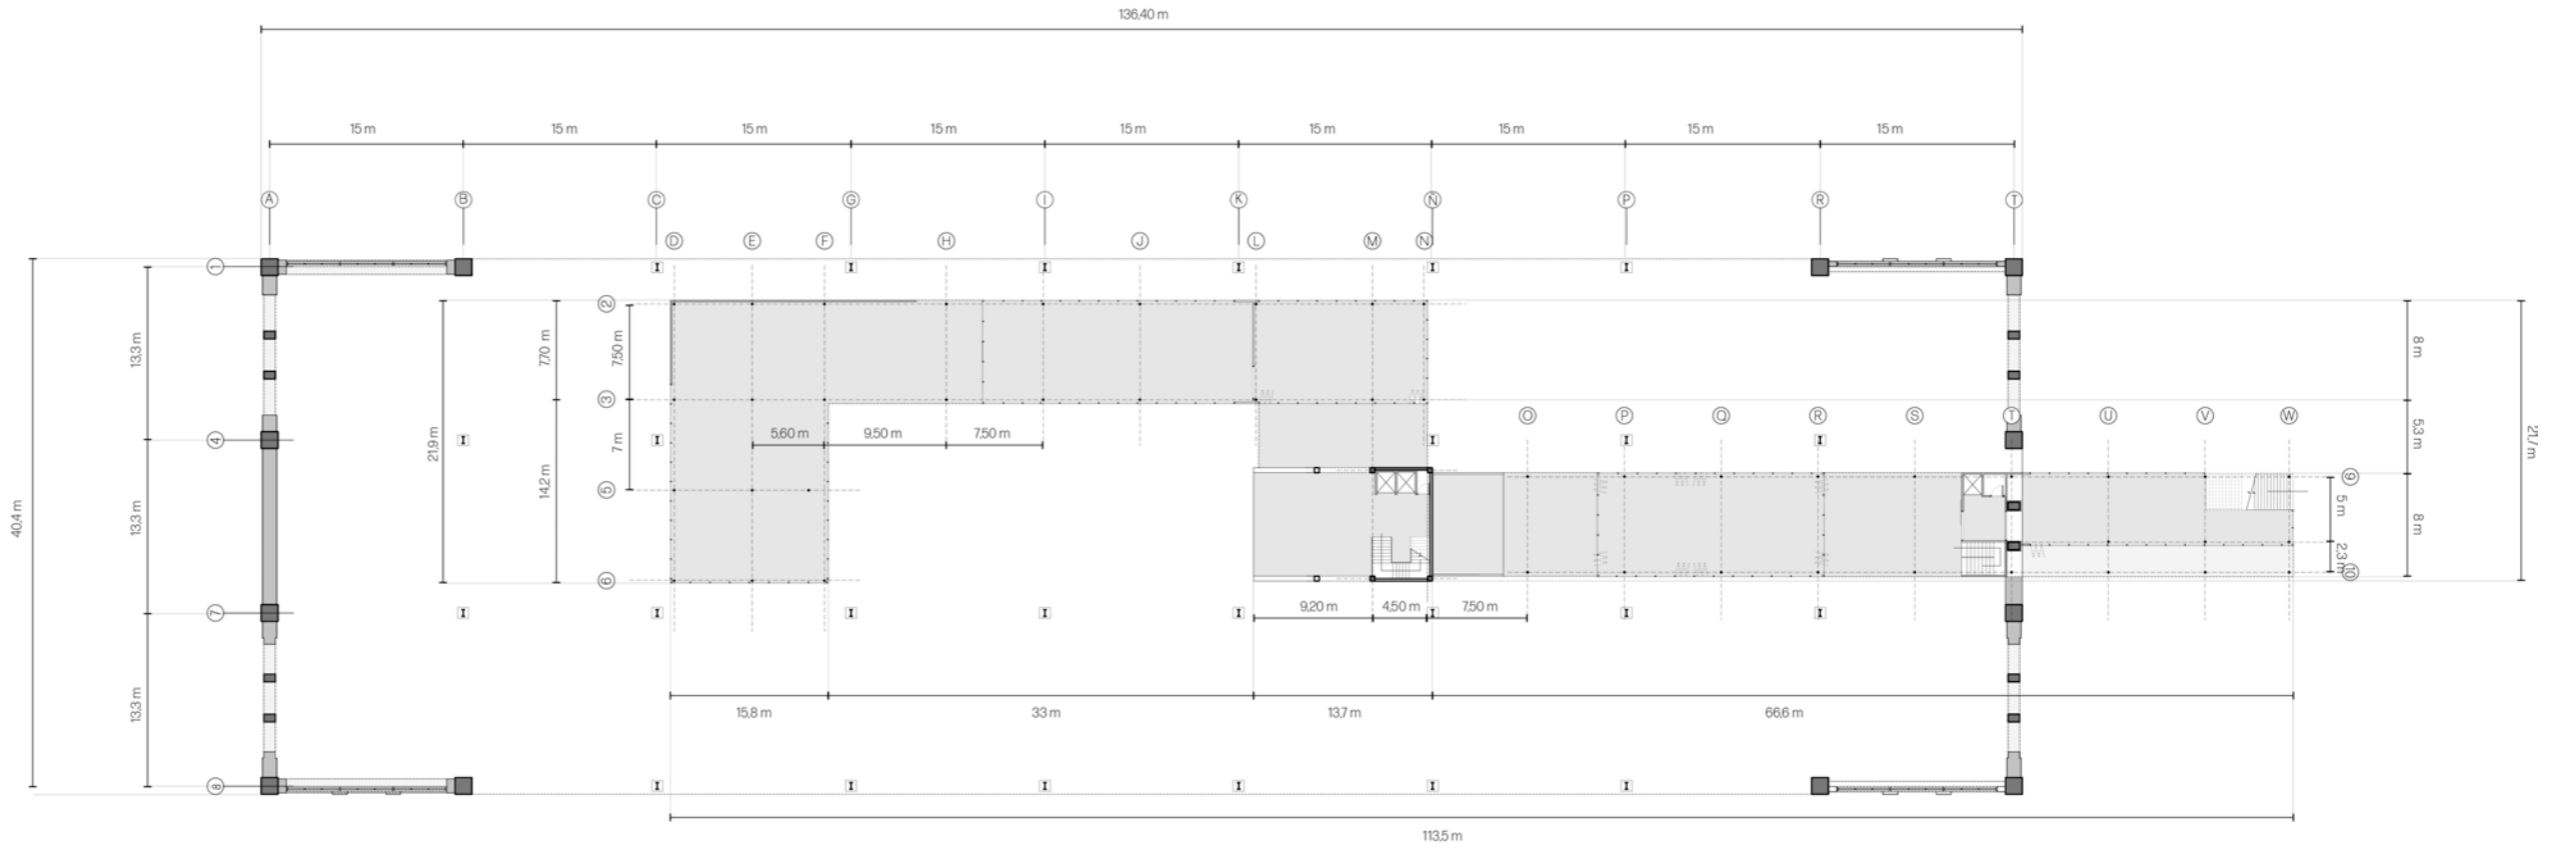 136,40 m
15 m 15 m 15 m 15 m 15 m 15 m 15 m 15 m 15 m
A B C G I K Ñ P R T
D E F H J L M N
1
2
3
4
5
6
7
8
40,4 m
13,3 m
13,3 m
13,3 m
21,9 m
7,70 m
14,2 m
7,50 m
7 m
5,60 m 9,50 m 7,50 m
O P Q R S T U V W
9
10
8 m
5,3 m
8 m
21,7 m
5 m
2,3 m
9,20 m 4,50 m 7,50 m
15,8 m 33 m 13,7 m 66,6 m
113,5 m